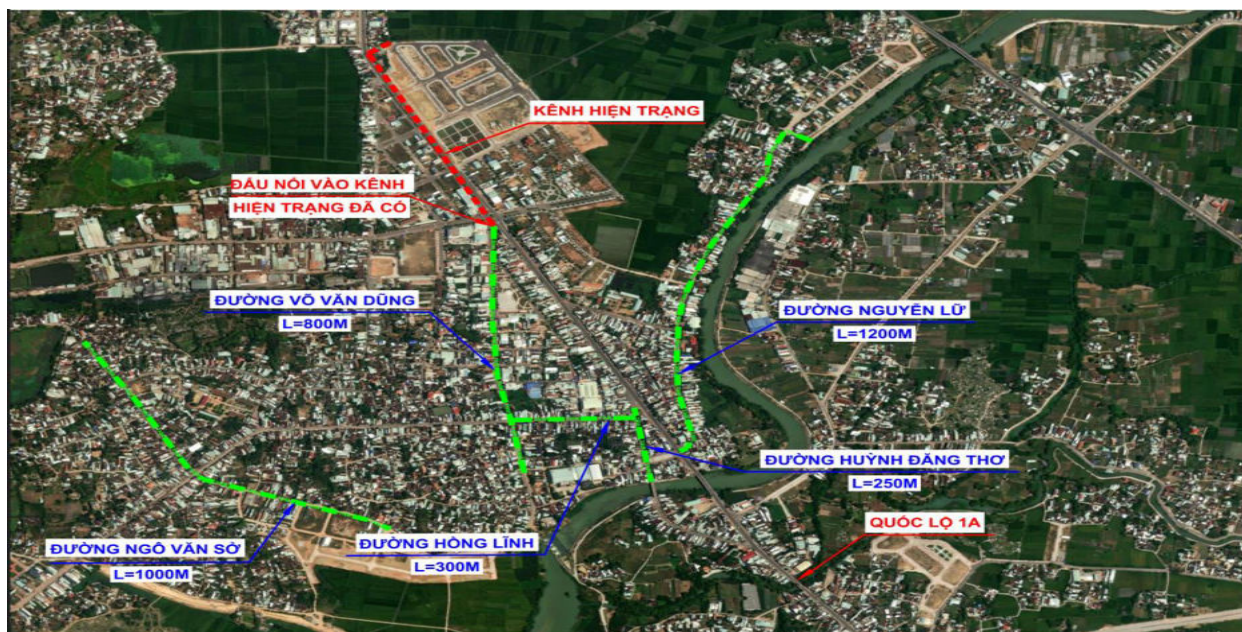 KÊNH HIỆN TRẠNG
ĐẤU NỐI VÀO KÊNH
HIỆN TRẠNG ĐÃ CÓ
ĐƯỜNG VÕ VĂN DŨNG
L=800M
ĐƯỜNG NGUYỄN LỮ
L=1200M
ĐƯỜNG HUỲNH ĐĂNG THƠ
L=250M
QUỐC LỘ 1A
ĐƯỜNG NGÔ VĂN SỞ
L=1000M
ĐƯỜNG HỒNG LĨNH
L=300M